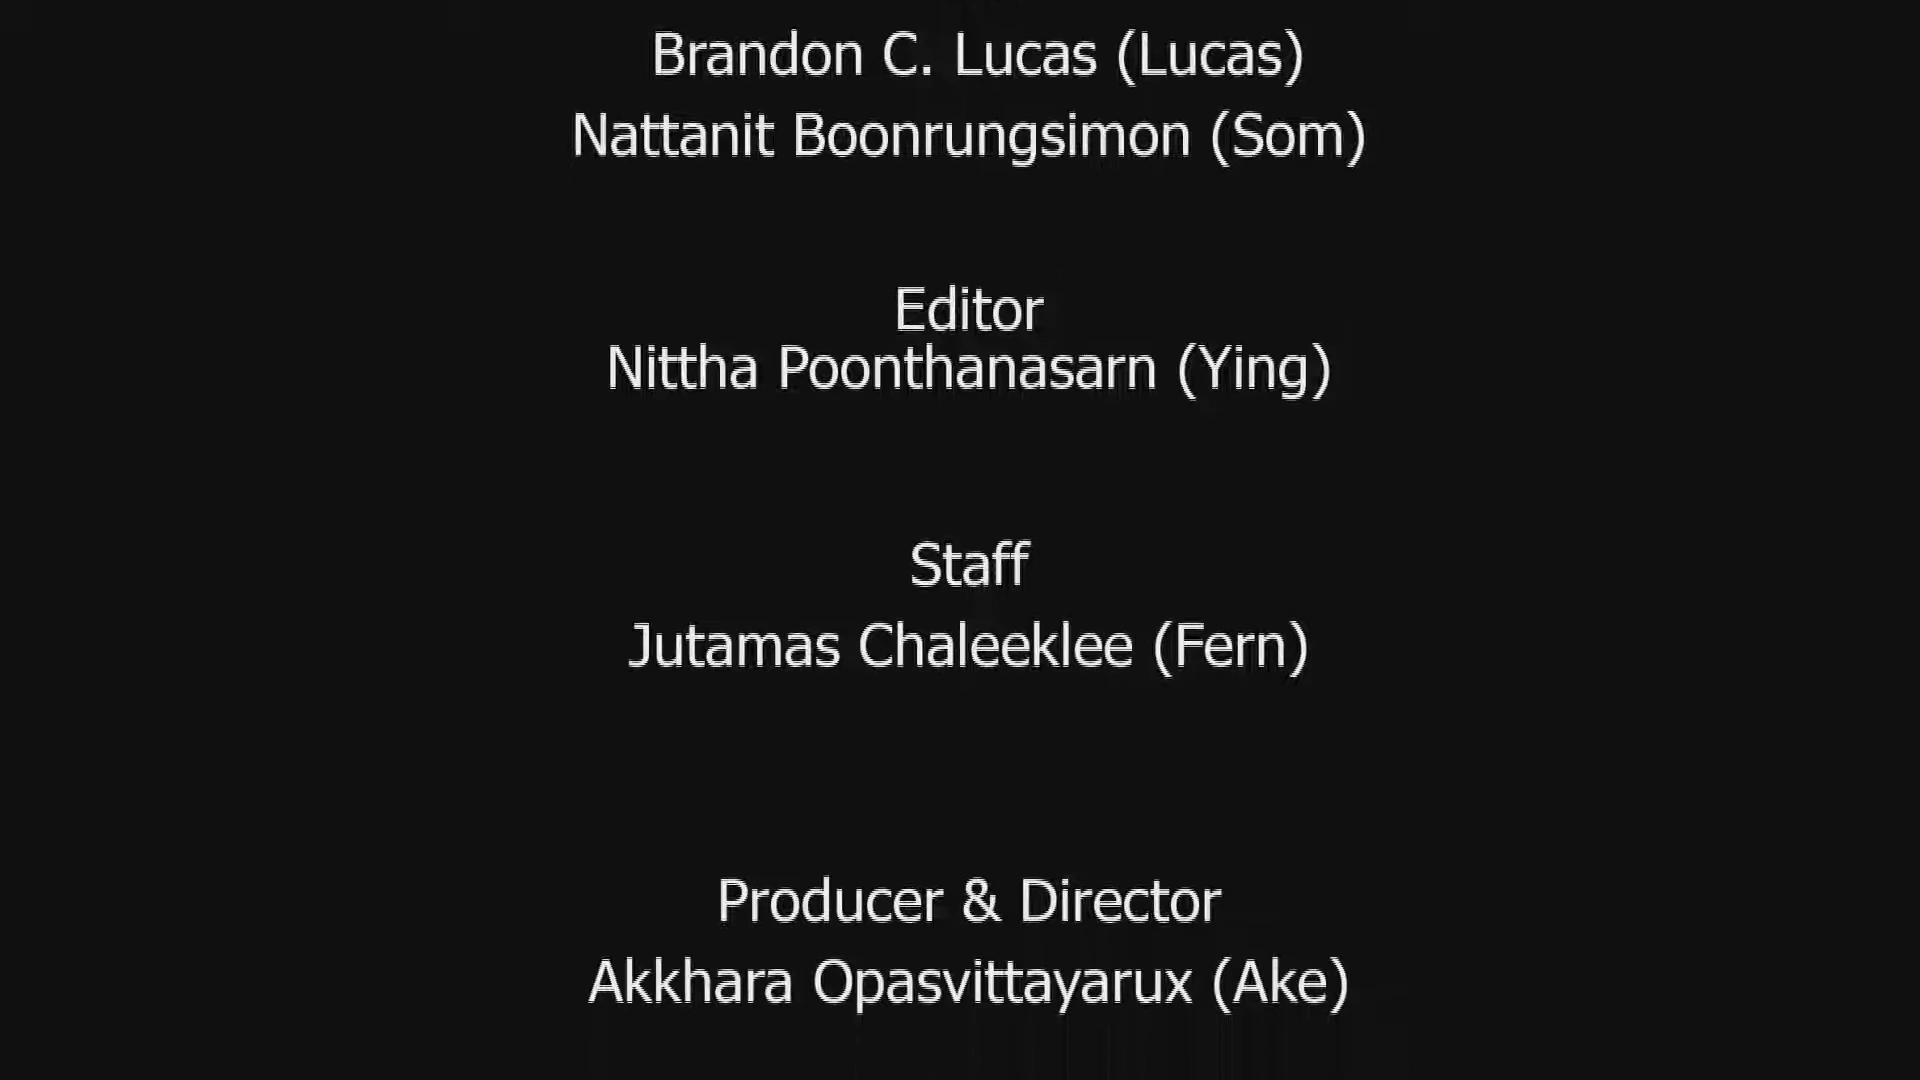 Brandon C. Lucas (Lucas)
Nattanit Boonrungsimon (Som)
Editor
Nittha Poonthanasarn (Ying)
Staff
Jutamas Chaleeklee (Fern)
Producer & Director
Akkhara Opasvittayarux (Ake)